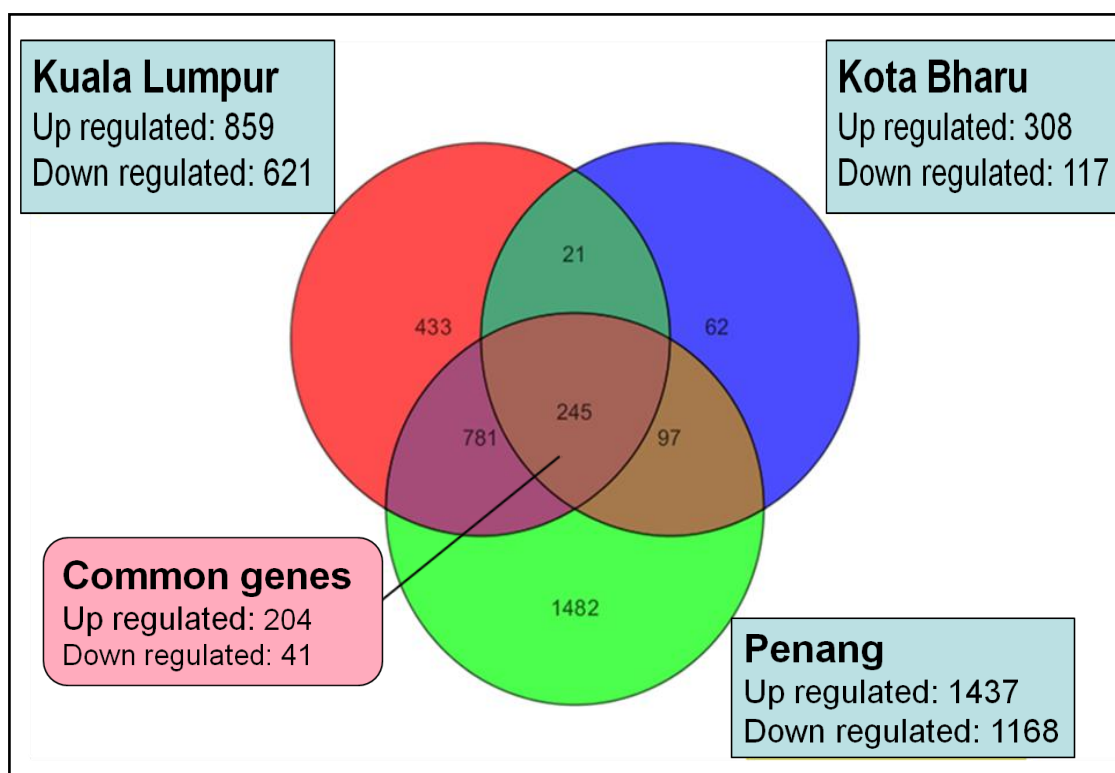 Kuala Lumpur
Up regulated: 859
Down regulated: 621
Kota Bharu
Up regulated: 308
Down regulated: 117
21
433
62
245
781
97
1482
Common genes
Up regulated: 204
Down regulated: 41
Penang
Up regulated: 1437
Down regulated: 1168